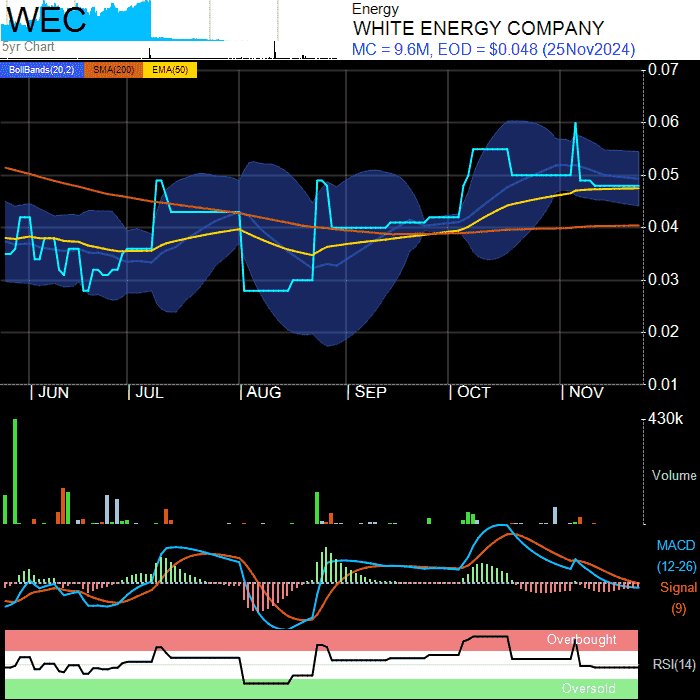 WEC
5yr Chart
Energy
WHITE ENERGY COMPANY
MC = 9.6M, EOD = $0.048 (25Nov2024)
BollBands(20,2) SMA(200) EMA(50)
0.07
0.06
0.05
0.04
0.03
0.02
0.01
JUN JUL AUG SEP OCT NOV
430k
Volume
MACD
(12-26)
Signal
(9)
Overbought
RSI(14)
Oversold